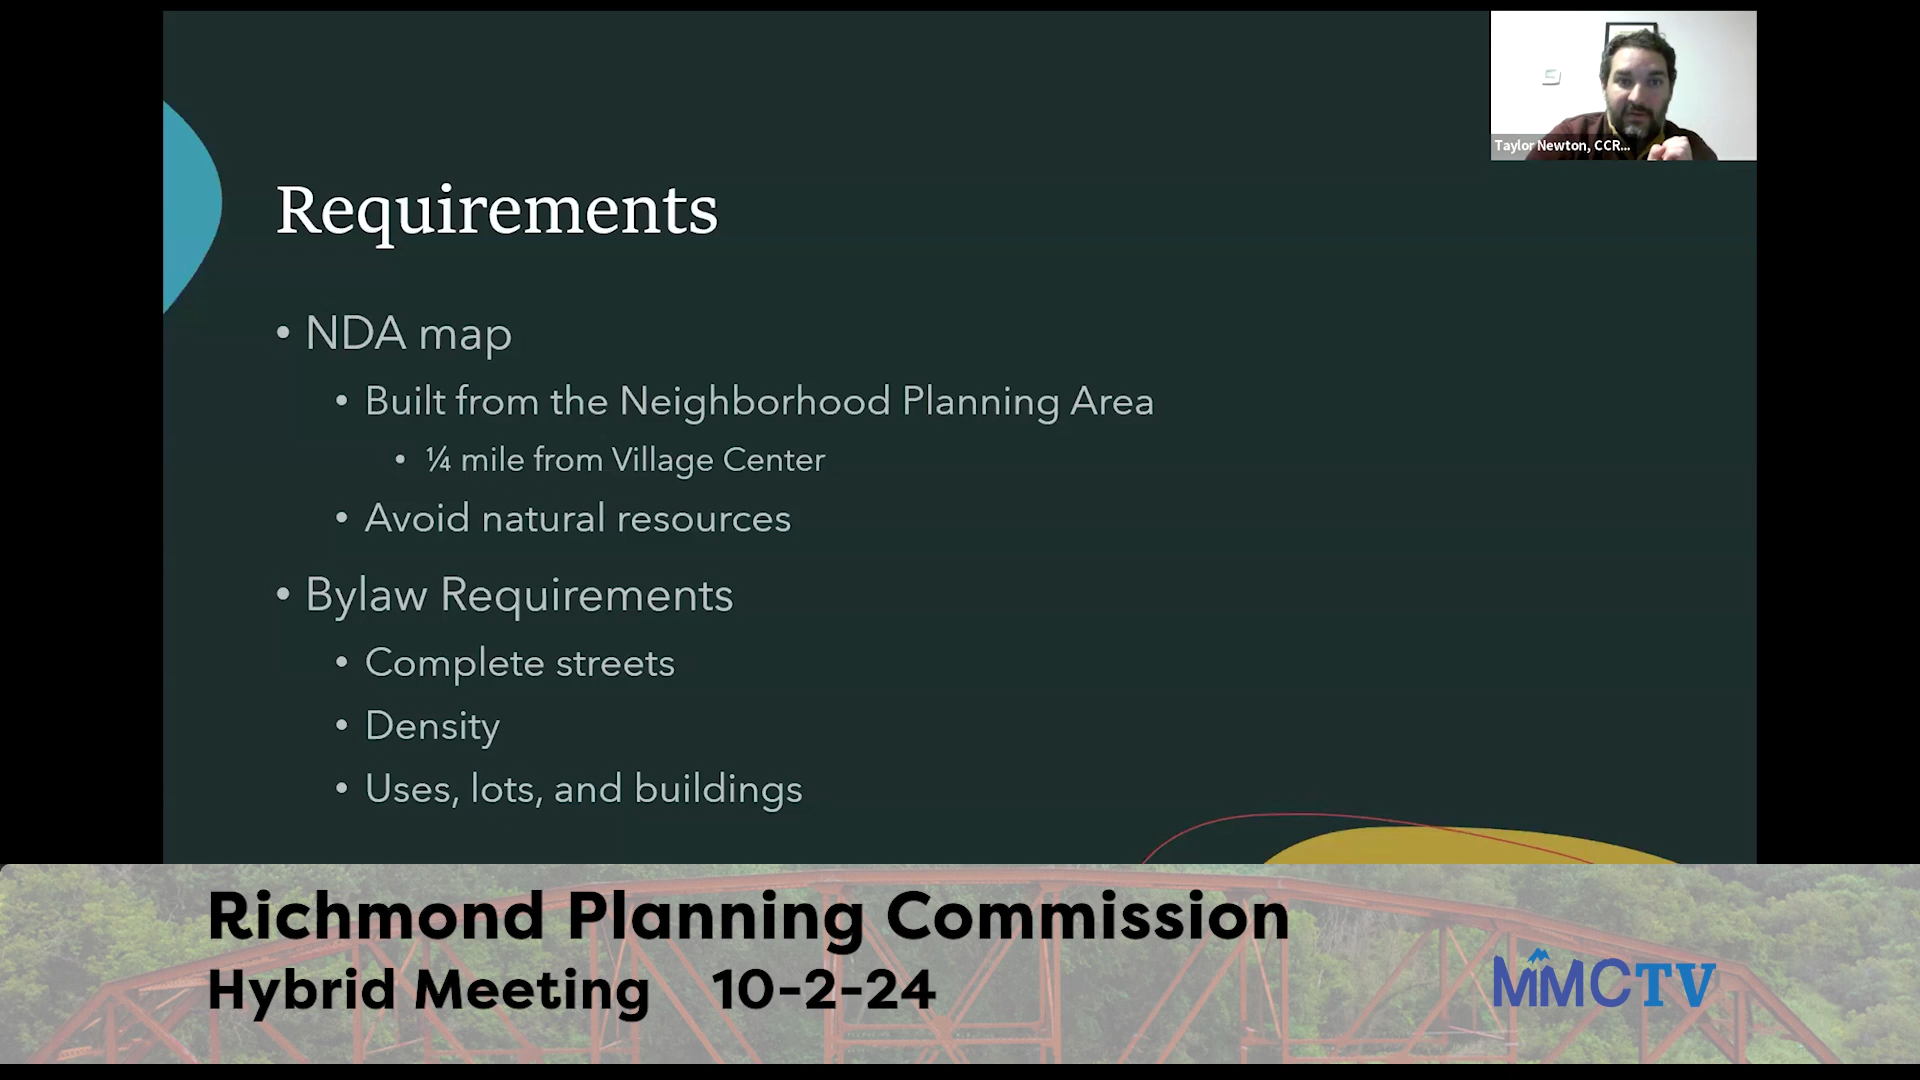 Taylor Newton, CCR...
Requirements
• NDA map
• Built from the Neighborhood Planning Area
• ¼ mile from Village Center
• Avoid natural resources
• Bylaw Requirements
• Complete streets
• Density
• Uses, lots, and buildings
Richmond Planning Commission
Hybrid Meeting 10-2-24
MMCTV